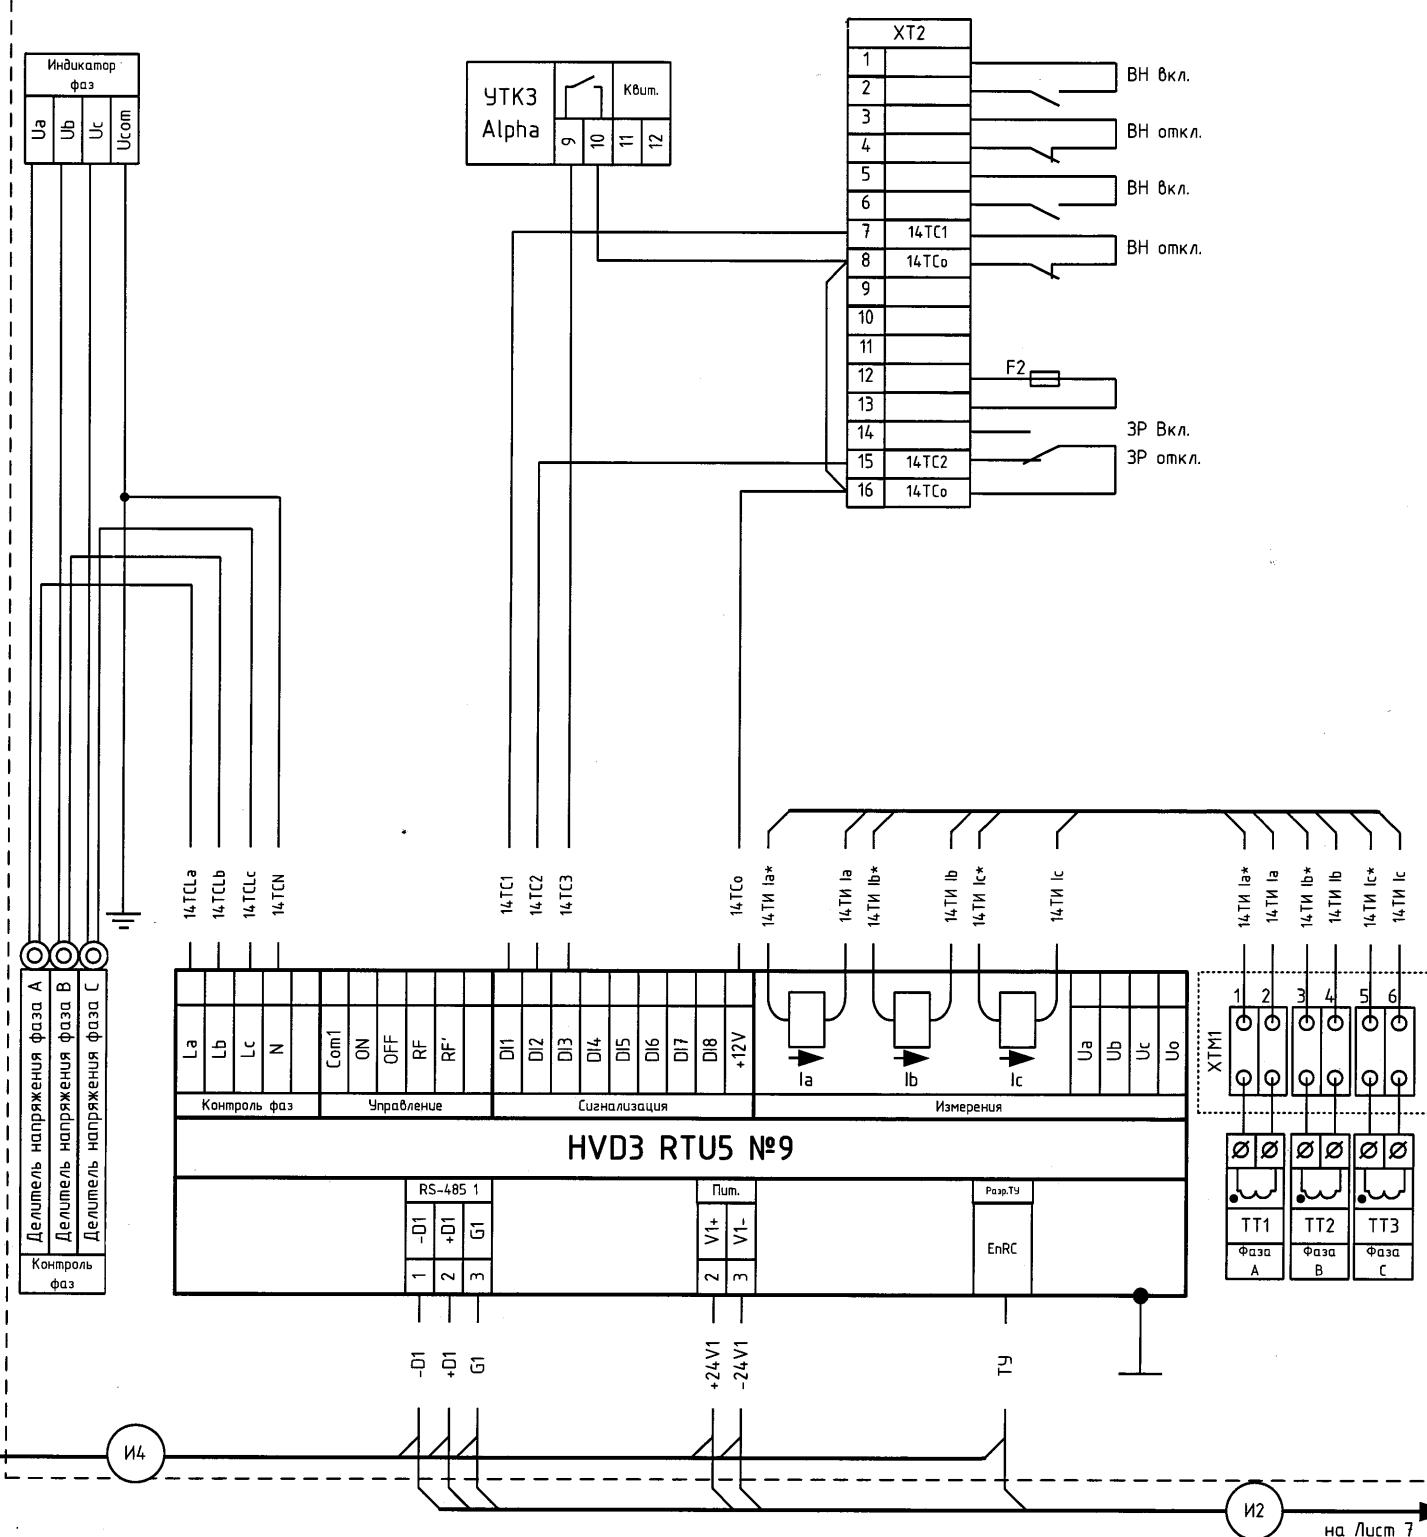 Индикатор
фаз
Ua
Ub
Uc
Ucom
УТКЗ
Alpha
Квит.
9
10
11
12
XT2
1
2
3
4
5
6
7 14TC1
8 14TCo
9
10
11
12
13
14
15 14TC2
16 14TCo
ВН вкл.
ВН откл.
ВН вкл.
ВН откл.
F2
ЗР Вкл.
ЗР откл.
14TCLa
14TCLb
14TCLc
14TCN
14TC1
14TC2
14TC3
14TCo
14ТИ Ia*
14ТИ Ia
14ТИ Ib*
14ТИ Ib
14ТИ Ic*
14ТИ Ic
14ТИ Ia*
14ТИ Ia
14ТИ Ib*
14ТИ Ib
14ТИ Ic*
14ТИ Ic
Делитель напряжения фаза A
Делитель напряжения фаза B
Делитель напряжения фаза C
Контроль
фаз
La
Lb
Lc
N
Com1
ON
OFF
RF
RF'
DI1
DI2
DI3
DI4
DI5
DI6
DI7
DI8
+12V
Ia
Ib
Ic
Ua
Ub
Uc
Uo
Контроль фаз
Управление
Сигнализация
Измерения
HVD3 RTU5 №9
RS-485 1
-D1
+D1
G1
1
2
3
Пит.
V1+
V1-
2
3
Разр.ТУ
EnRC
XTM1
1
2
3
4
5
6
ТТ1
ТТ2
ТТ3
Фаза
A
Фаза
B
Фаза
C
-D1
+D1
G1
+24V1
-24V1
ТУ
И4
И2
на Лист 7